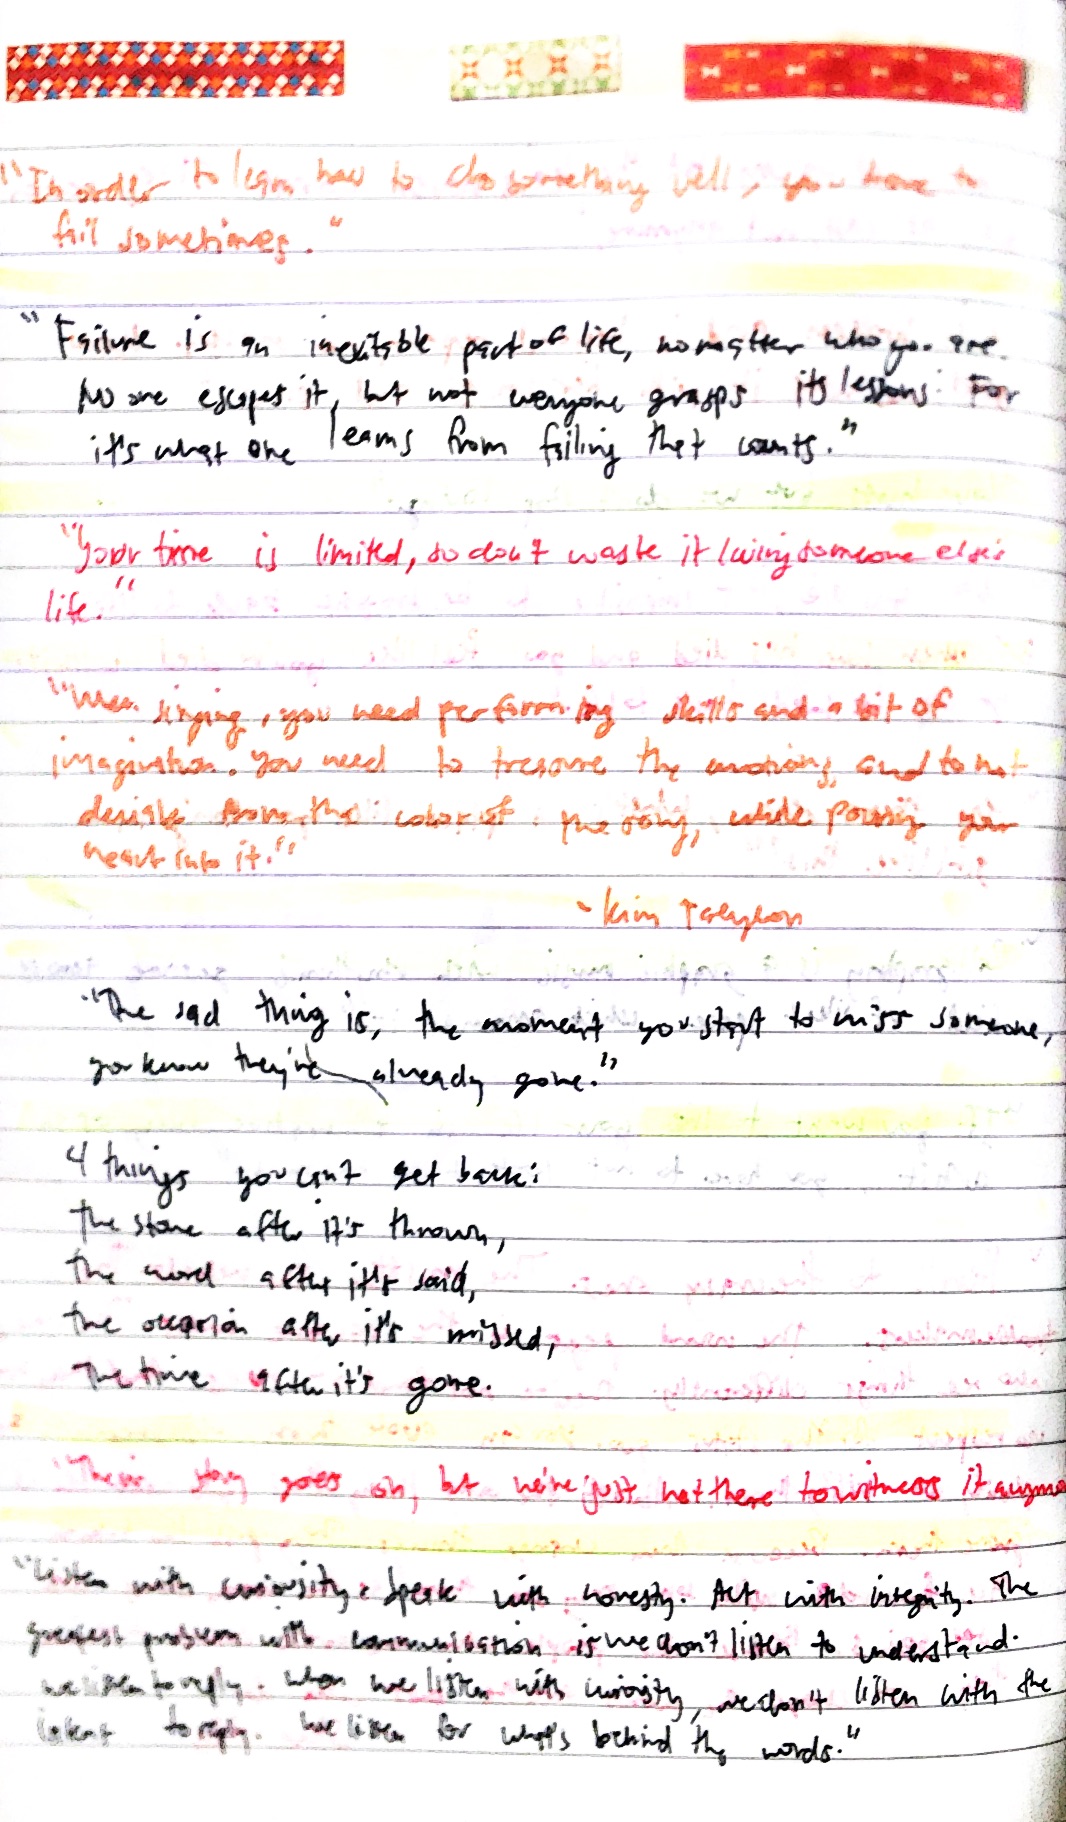 "In order to learn how to do something well, you have to
fail sometimes."
"Failure is an inevitable part of life, no matter who you are.
No one escapes it, but not everyone grasps its lessons. For
it's what one learns from failing that counts."
"Your time is limited, so don't waste it living someone else's
life."
"When singing, you need performing skills and a bit of
imagination. You need to treasure the emotions, and to not
deviate from the color of the song, while pouring your
heart into it."
- Kim Taeyeon
"The sad thing is, the moment you start to miss someone,
you know they're already gone."
4 things you can't get back:
The stone after it's thrown,
the word after it's said,
the occasion after it's missed,
The time after it's gone.
"Their story goes on, but we're just not there to witness it
"Listen with curiosity. Speak with honesty. Act with integrity. The
greatest problem with communication is we don't listen to understand.
we listen to reply. When we listen with curiosity, we don't listen with the
intent to reply. We listen for what's behind the words."